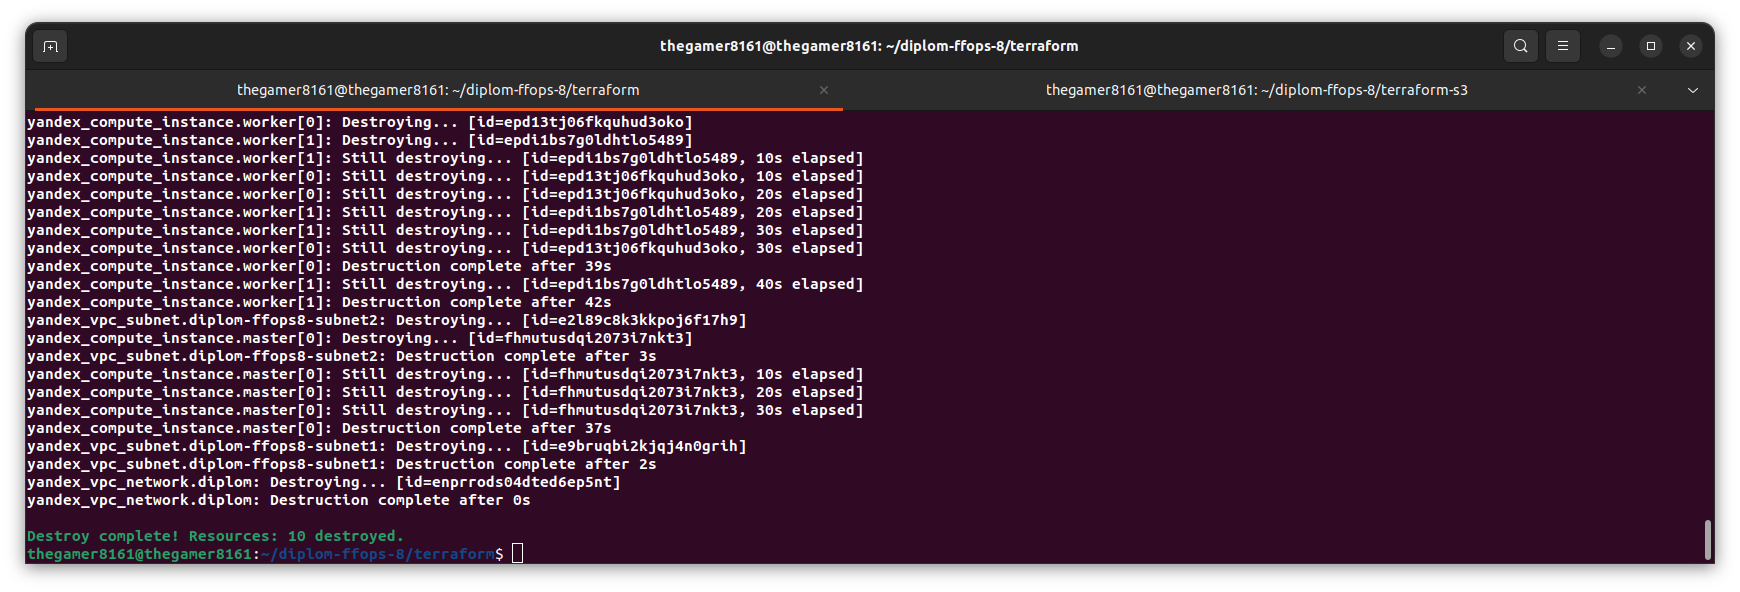 thegamer8161@thegamer8161: ~/diplom-ffops-8/terraform
thegamer8161@thegamer8161: ~/diplom-ffops-8/terraform
thegamer8161@thegamer8161: ~/diplom-ffops-8/terraform-s3
yandex_compute_instance.worker[0]: Destroying... [id=epd13tj06fkquhud3oko]
yandex_compute_instance.worker[1]: Destroying... [id=epdi1bs7g0ldhtlo5489]
yandex_compute_instance.worker[1]: Still destroying... [id=epdi1bs7g0ldhtlo5489, 10s elapsed]
yandex_compute_instance.worker[0]: Still destroying... [id=epd13tj06fkquhud3oko, 10s elapsed]
yandex_compute_instance.worker[0]: Still destroying... [id=epd13tj06fkquhud3oko, 20s elapsed]
yandex_compute_instance.worker[1]: Still destroying... [id=epdi1bs7g0ldhtlo5489, 20s elapsed]
yandex_compute_instance.worker[1]: Still destroying... [id=epdi1bs7g0ldhtlo5489, 30s elapsed]
yandex_compute_instance.worker[0]: Still destroying... [id=epd13tj06fkquhud3oko, 30s elapsed]
yandex_compute_instance.worker[0]: Destruction complete after 39s
yandex_compute_instance.worker[1]: Still destroying... [id=epdi1bs7g0ldhtlo5489, 40s elapsed]
yandex_compute_instance.worker[1]: Destruction complete after 42s
yandex_vpc_subnet.diplom-ffops8-subnet2: Destroying... [id=e2l89c8k3kkpoj6f17h9]
yandex_compute_instance.master[0]: Destroying... [id=fhmutusdqi2073i7nkt3]
yandex_vpc_subnet.diplom-ffops8-subnet2: Destruction complete after 3s
yandex_compute_instance.master[0]: Still destroying... [id=fhmutusdqi2073i7nkt3, 10s elapsed]
yandex_compute_instance.master[0]: Still destroying... [id=fhmutusdqi2073i7nkt3, 20s elapsed]
yandex_compute_instance.master[0]: Still destroying... [id=fhmutusdqi2073i7nkt3, 30s elapsed]
yandex_compute_instance.master[0]: Destruction complete after 37s
yandex_vpc_subnet.diplom-ffops8-subnet1: Destroying... [id=e9bruqbi2kjqj4n0grih]
yandex_vpc_subnet.diplom-ffops8-subnet1: Destruction complete after 2s
yandex_vpc_network.diplom: Destroying... [id=enprrods04dted6ep5nt]
yandex_vpc_network.diplom: Destruction complete after 0s
Destroy complete! Resources: 10 destroyed.
thegamer8161@thegamer8161:~/diplom-ffops-8/terraform$